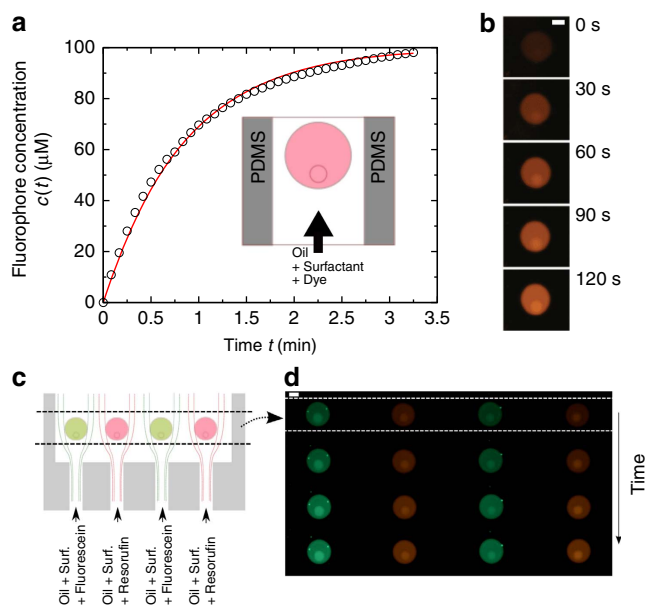 a
Fluorophore concentration
c(t) (μM)
100
80
60
40
20
0
0
0.5
1
1.5
2
2.5
3
3.5
Time t (min)
PDMS
PDMS
Oil
+ Surfactant
+ Dye
b
0 s
30 s
60 s
90 s
120 s
c
Oil + Surf.
+ Fluorescein
Oil + Surf.
+ Resorufin
Oil + Surf.
+ Fluorescein
Oil + Surf.
+ Resorufin
d
Time